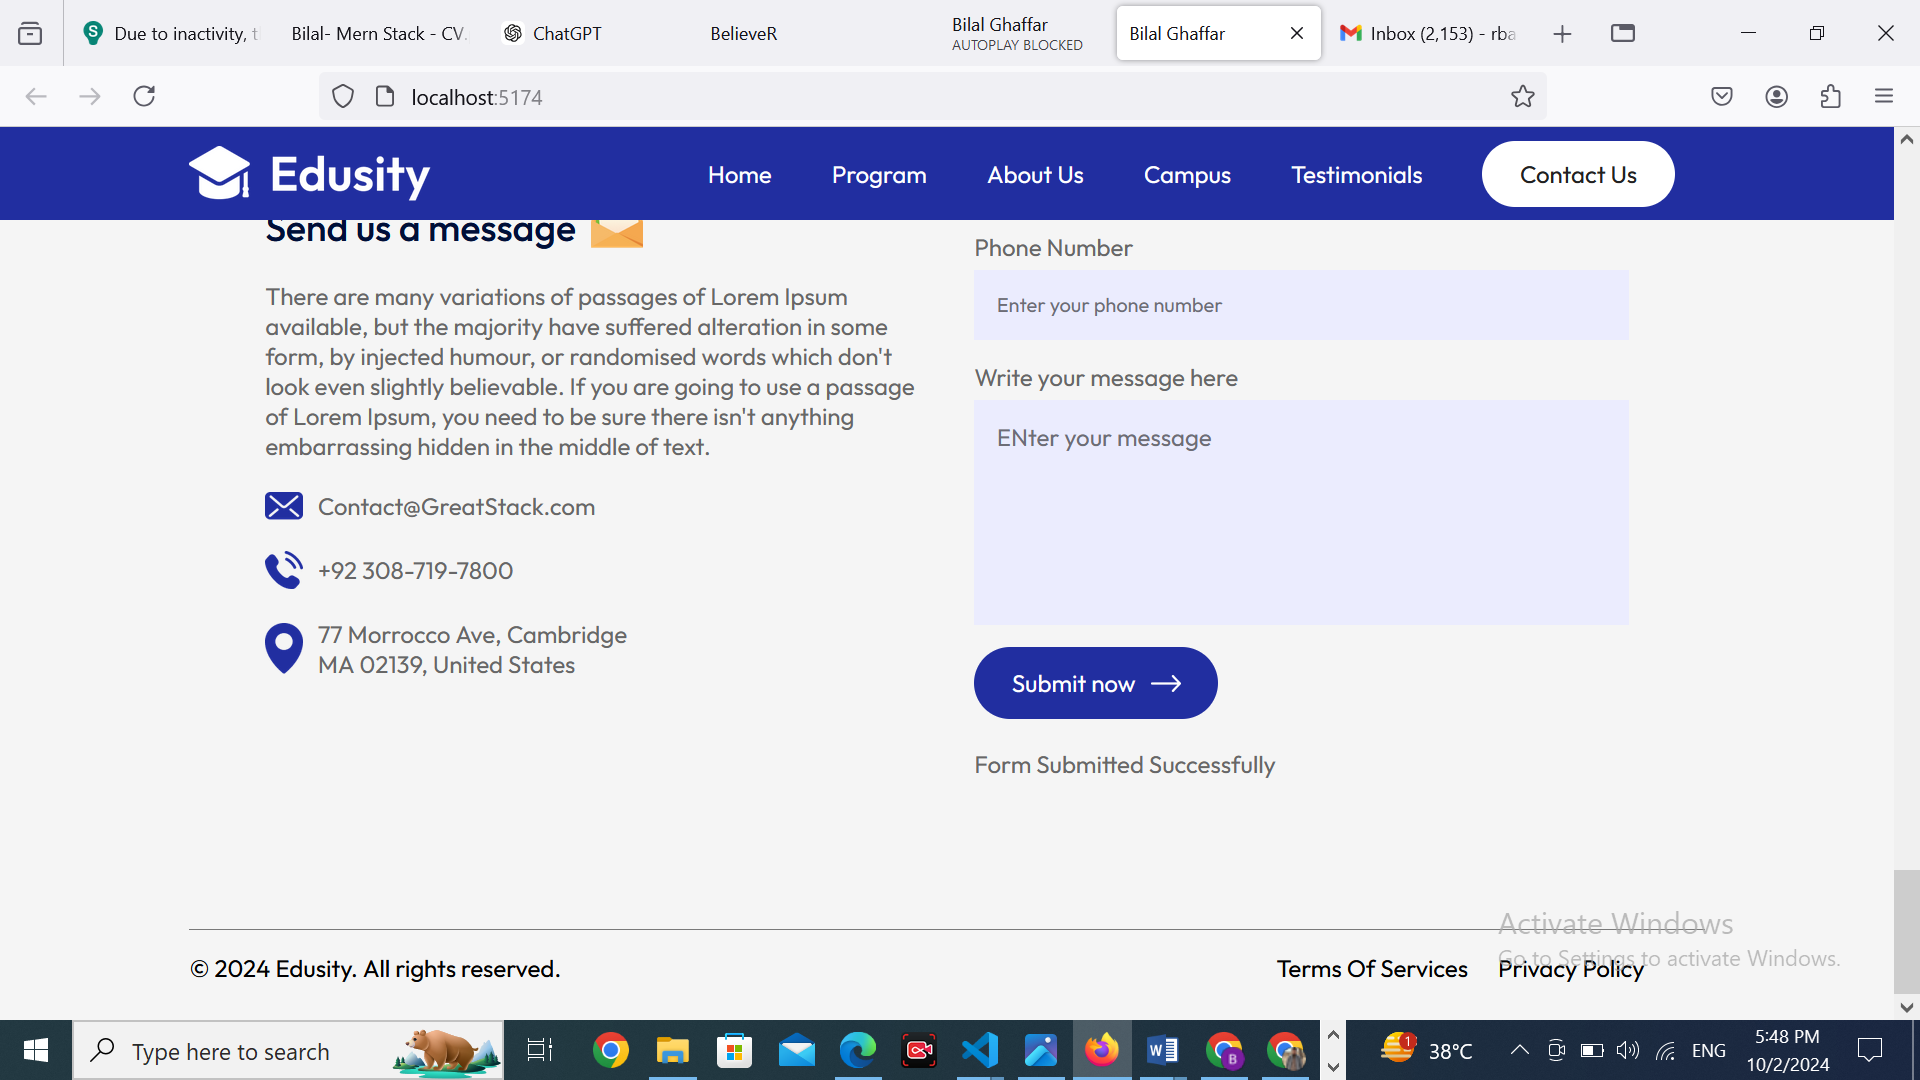 Due to inactivity, t
Bilal- Mern Stack - CV.
ChatGPT
BelieveR
Bilal Ghaffar
AUTOPLAY BLOCKED
Bilal Ghaffar
Inbox (2,153) - rba
localhost:5174
Edusity
Home
Program
About Us
Campus
Testimonials
Contact Us
Send us a message
There are many variations of passages of Lorem Ipsum
available, but the majority have suffered alteration in some
form, by injected humour, or randomised words which don't
look even slightly believable. If you are going to use a passage
of Lorem Ipsum, you need to be sure there isn't anything
embarrassing hidden in the middle of text.
Contact@GreatStack.com
+92 308-719-7800
77 Morrocco Ave, Cambridge
MA 02139, United States
Phone Number
Enter your phone number
Write your message here
ENter your message
Submit now
Form Submitted Successfully
Activate Windows
Go to Settings to activate Windows.
© 2024 Edusity. All rights reserved.
Terms Of Services
Privacy Policy
Type here to search
1
38°C
ENG
5:48 PM
10/2/2024